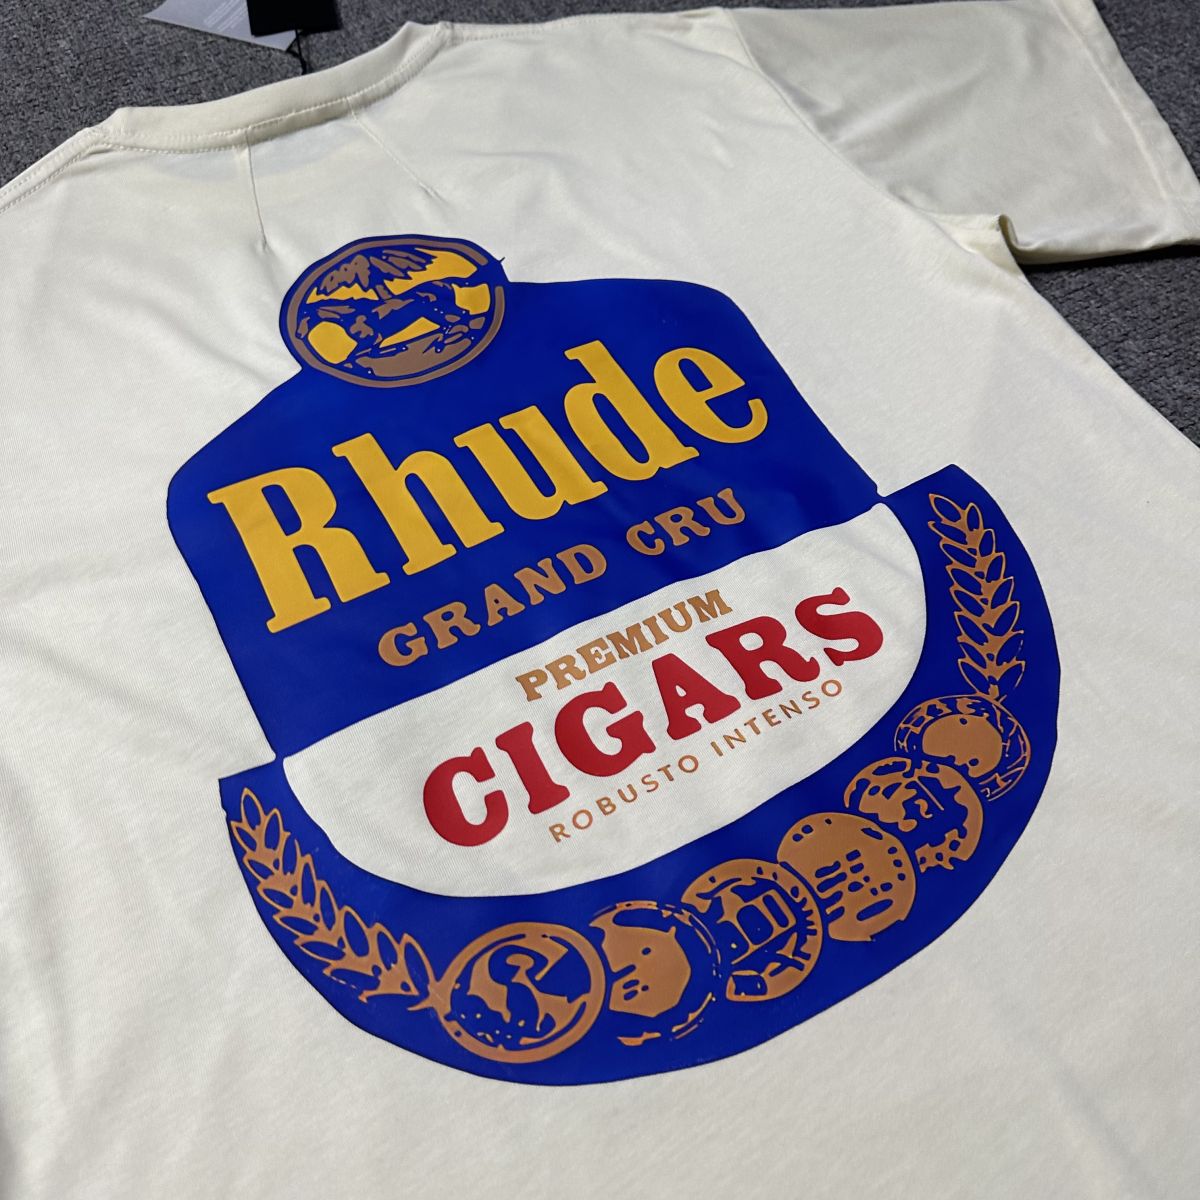 Rhude
GRAND CRU
PREMIUM
CIGARS
ROBUSTO INTENSO